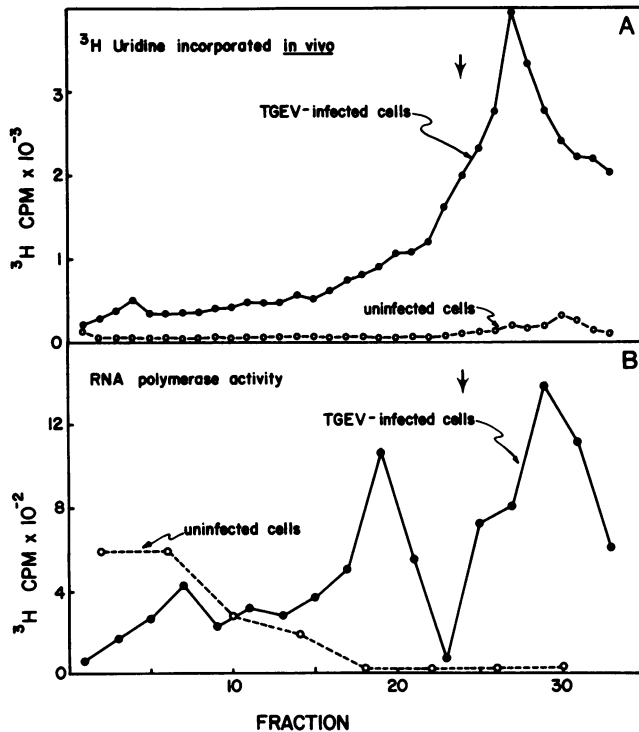 A
³H Uridine incorporated in vivo
TGEV-infected cells
uninfected cells
³H CPM x 10⁻³
3
2
1
0
B
RNA polymerase activity
TGEV-infected cells
uninfected cells
³H CPM x 10⁻²
12
8
4
0
10
20
30
FRACTION